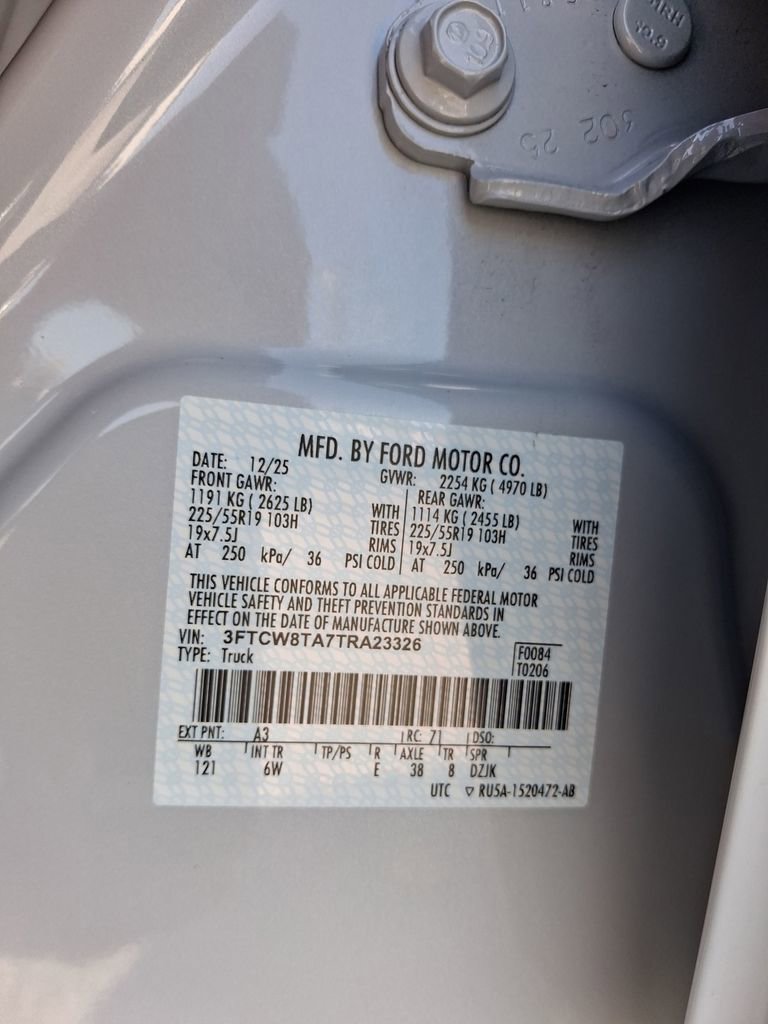 109
302 25
MFD. BY FORD MOTOR CO.
DATE: 12/25 GVWR: 2254 KG ( 4970 LB)
FRONT GAWR: REAR GAWR:
1191 KG ( 2625 LB) WITH 1114 KG ( 2455 LB) WITH
225/55R19 103H TIRES 225/55R19 103H TIRES
19x7.5J RIMS 19x7.5J RIMS
AT 250 kPa/ 36 PSI COLD AT 250 kPa/ 36 PSI COLD
THIS VEHICLE CONFORMS TO ALL APPLICABLE FEDERAL MOTOR
VEHICLE SAFETY AND THEFT PREVENTION STANDARDS IN
EFFECT ON THE DATE OF MANUFACTURE SHOWN ABOVE.
VIN: 3FTCW8TA7TRA23326
TYPE: Truck F0084
T0206
EXT PNT: A3 RC: 71 DSO:
WB INT TR TP/PS R AXLE TR SPR
121 6W E 38 8 DZJK
UTC ▽ RU5A-1520472-AB